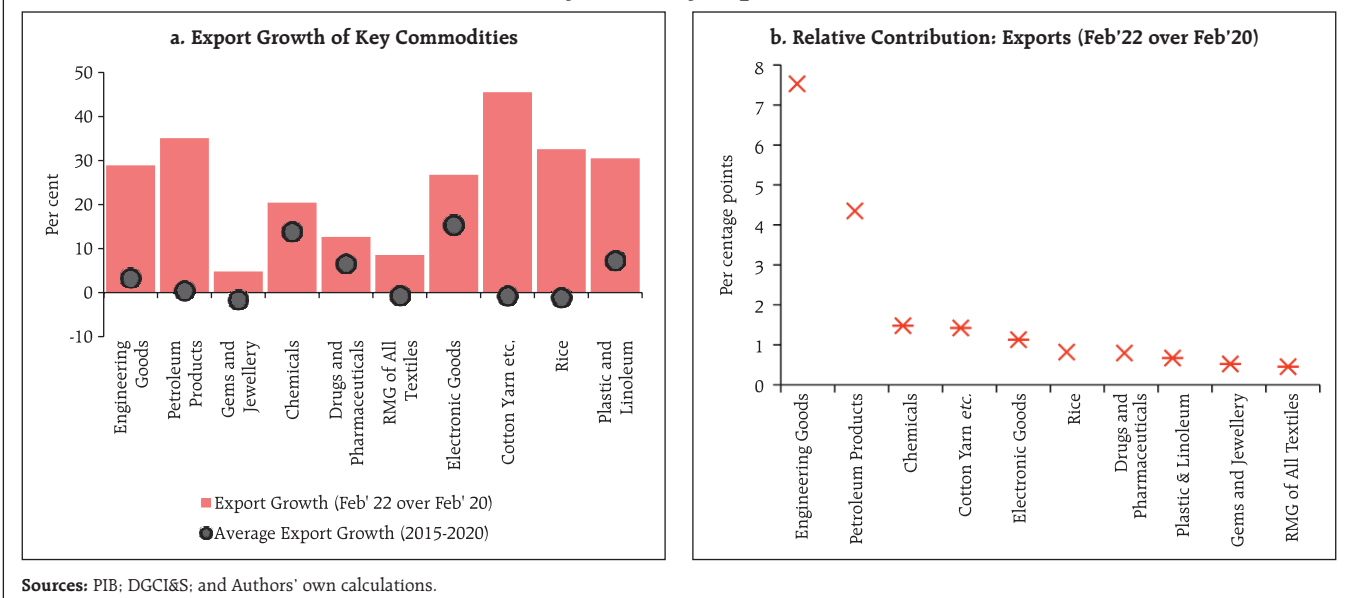 a. Export Growth of Key Commodities
50
40
30
20
10
0
-10
Per cent
Engineering
Goods
Petroleum
Products
Gems and
Jewellery
Chemicals
Drugs and
Pharmaceuticals
RMG of All
Textiles
Electronic Goods
Cotton Yarn etc.
Rice
Plastic and
Linoleum
Export Growth (Feb' 22 over Feb' 20)
Average Export Growth (2015-2020)
b. Relative Contribution: Exports (Feb’22 over Feb’20)
8
7
6
5
4
3
2
1
0
Per centage points
Engineering Goods
Petroleum Products
Chemicals
Cotton Yarn etc.
Electronic Goods
Rice
Drugs and
Pharmaceuticals
Plastic & Linoleum
Gems and Jewellery
RMG of All Textiles
Sources: PIB; DGCI&S; and Authors’ own calculations.